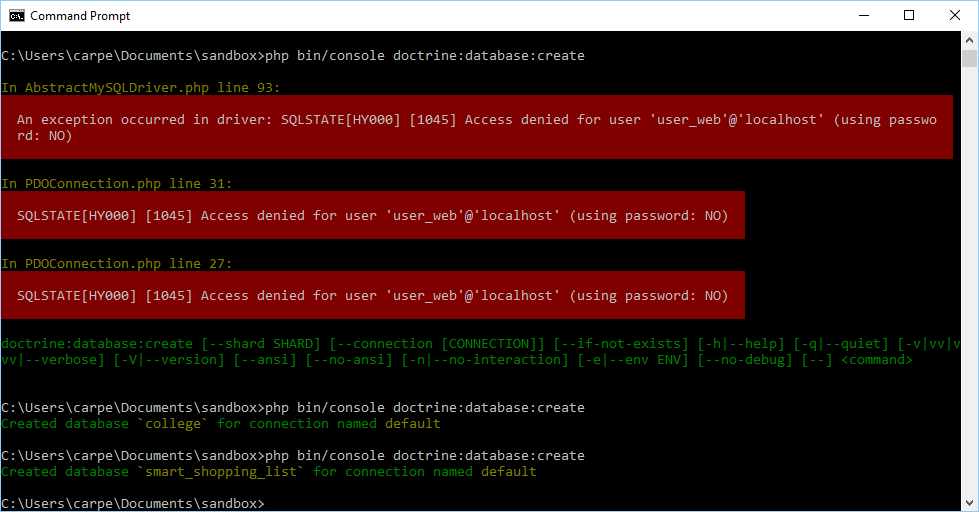 Command Prompt
C:\Users\carpe\Documents\sandbox>php bin/console doctrine:database:create
In AbstractMySQLDriver.php line 93:
An exception occurred in driver: SQLSTATE[HY000] [1045] Access denied for user 'user_web'@'localhost' (using passwo
rd: NO)
In PDOConnection.php line 31:
SQLSTATE[HY000] [1045] Access denied for user 'user_web'@'localhost' (using password: NO)
In PDOConnection.php line 27:
SQLSTATE[HY000] [1045] Access denied for user 'user_web'@'localhost' (using password: NO)
doctrine:database:create [--shard SHARD] [--connection [CONNECTION]] [--if-not-exists] [-h|--help] [-q|--quiet] [-v|vv|v
vv|--verbose] [-V|--version] [--ansi] [--no-ansi] [-n|--no-interaction] [-e|--env ENV] [--no-debug] [--] <command>
C:\Users\carpe\Documents\sandbox>php bin/console doctrine:database:create
Created database `college` for connection named default
C:\Users\carpe\Documents\sandbox>php bin/console doctrine:database:create
Created database `smart_shopping_list` for connection named default
C:\Users\carpe\Documents\sandbox>